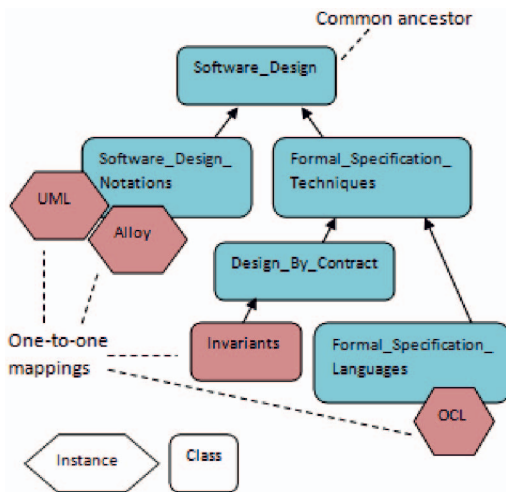 Common ancestor
Software_Design
Software_Design_
Notations
Formal_Specification_
Techniques
UML
Alloy
Design_By_Contract
One-to-one
mappings
Invariants
Formal_Specification_
Languages
OCL
Instance
Class